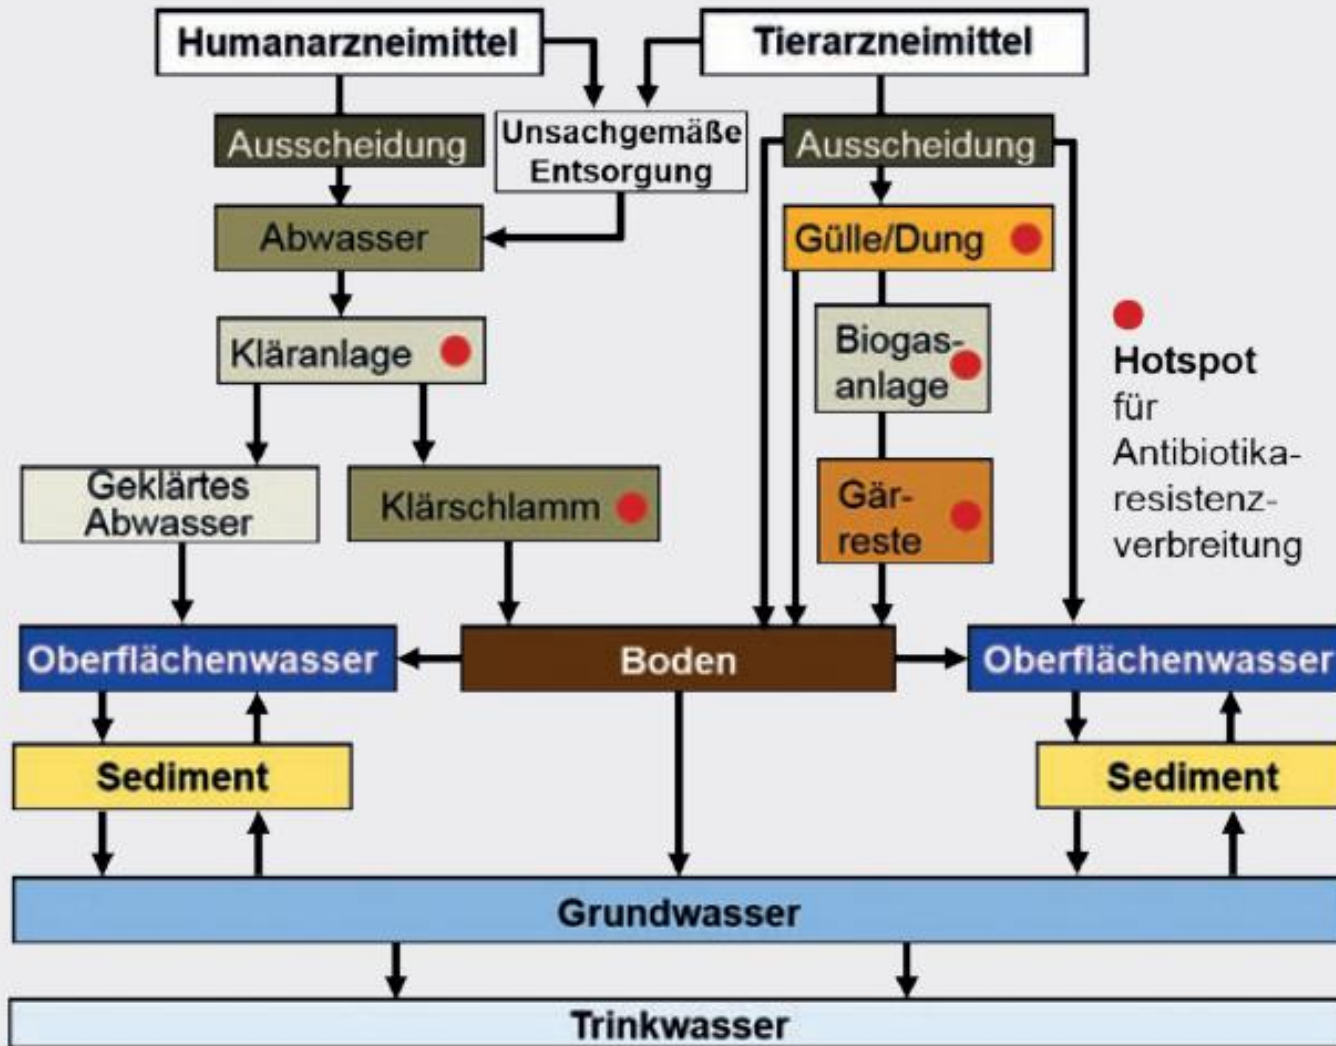 Humanarzneimittel
Tierarzneimittel
Ausscheidung
Unsachgemäße
Entsorgung
Ausscheidung
Abwasser
Gülle/Dung
Kläranlage
Biogas-
anlage
Hotspot
für
Antibiotika-
resistenz-
verbreitung
Geklärtes
Abwasser
Klärschlamm
Gär-
reste
Oberflächenwasser
Boden
Oberflächenwasser
Sediment
Sediment
Grundwasser
Trinkwasser